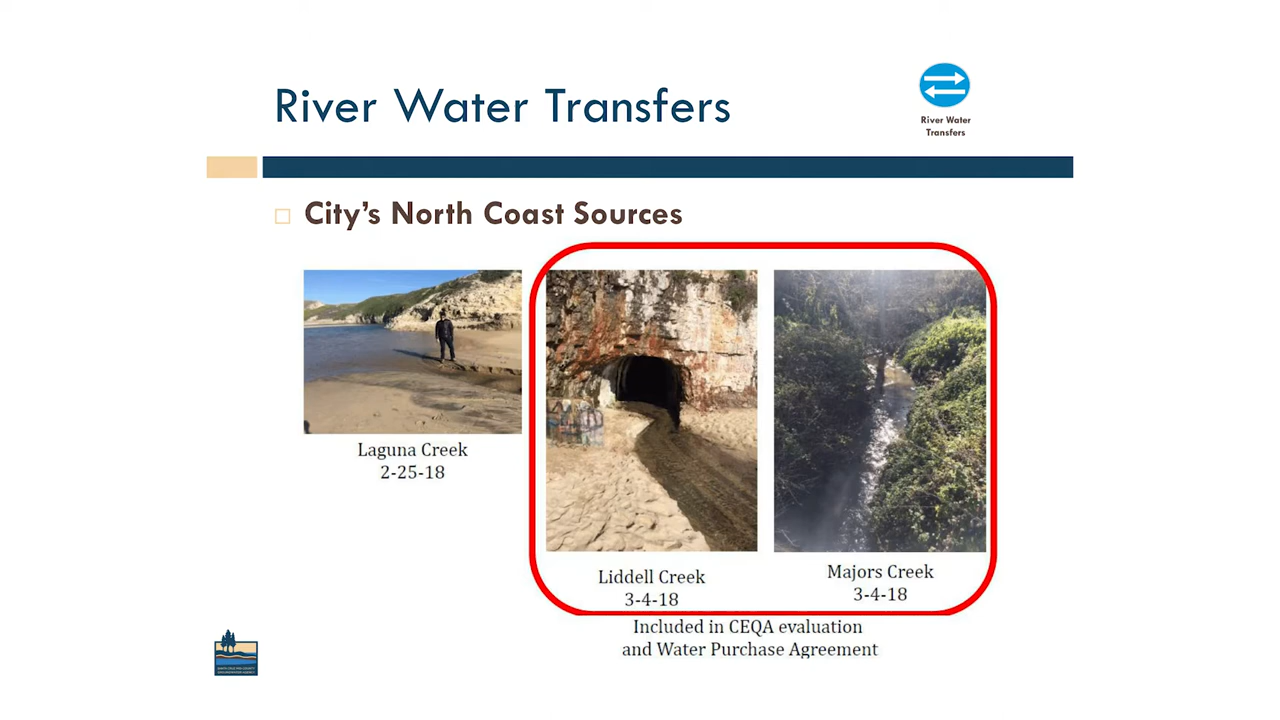 River Water Transfers
River Water
Transfers
City's North Coast Sources
Laguna Creek
2-25-18
Liddell Creek
3-4-18
Majors Creek
3-4-18
Included in CEQA evaluation
and Water Purchase Agreement